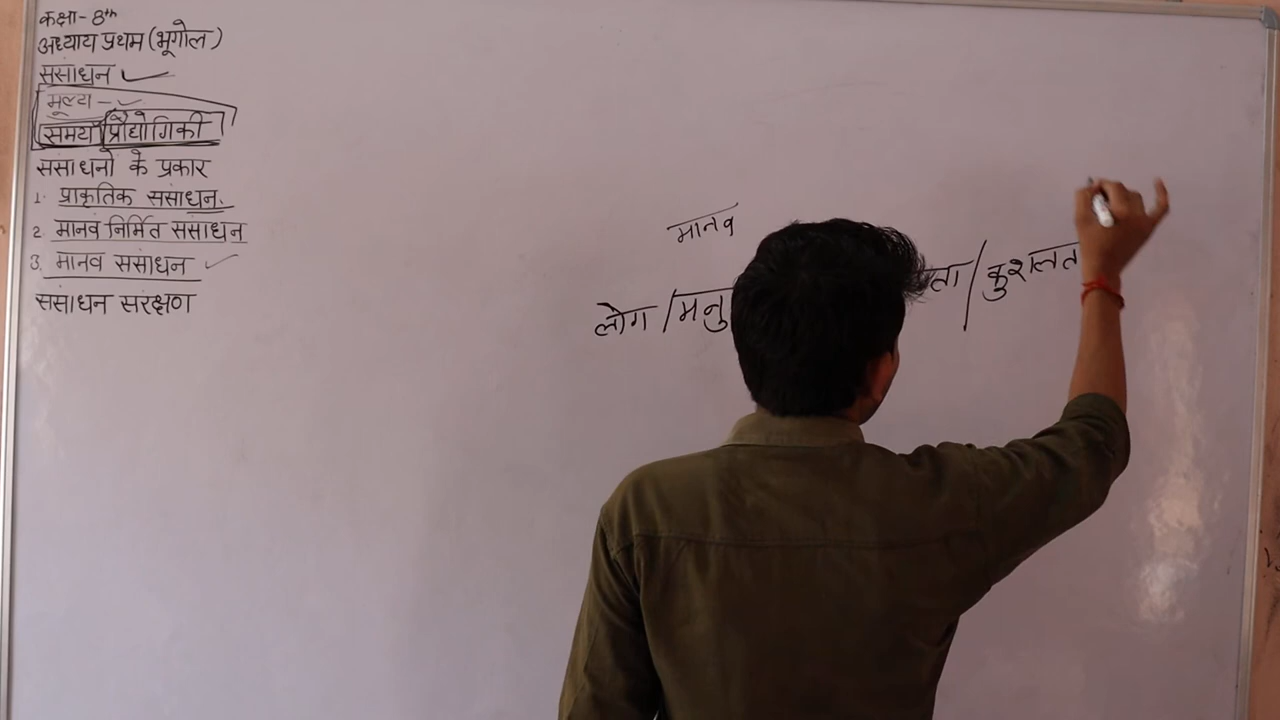 कक्षा - 8th
अध्याय प्रथम (भूगोल)
संसाधन
मूल्य -
समय प्रौद्योगिकी
संसाधनों के प्रकार
1. प्राकृतिक संसाधन.
2. मानव निर्मित संसाधन
3. मानव संसाधन
संसाधन संरक्षण
मानव
लोग / मनु ता / कुशलत